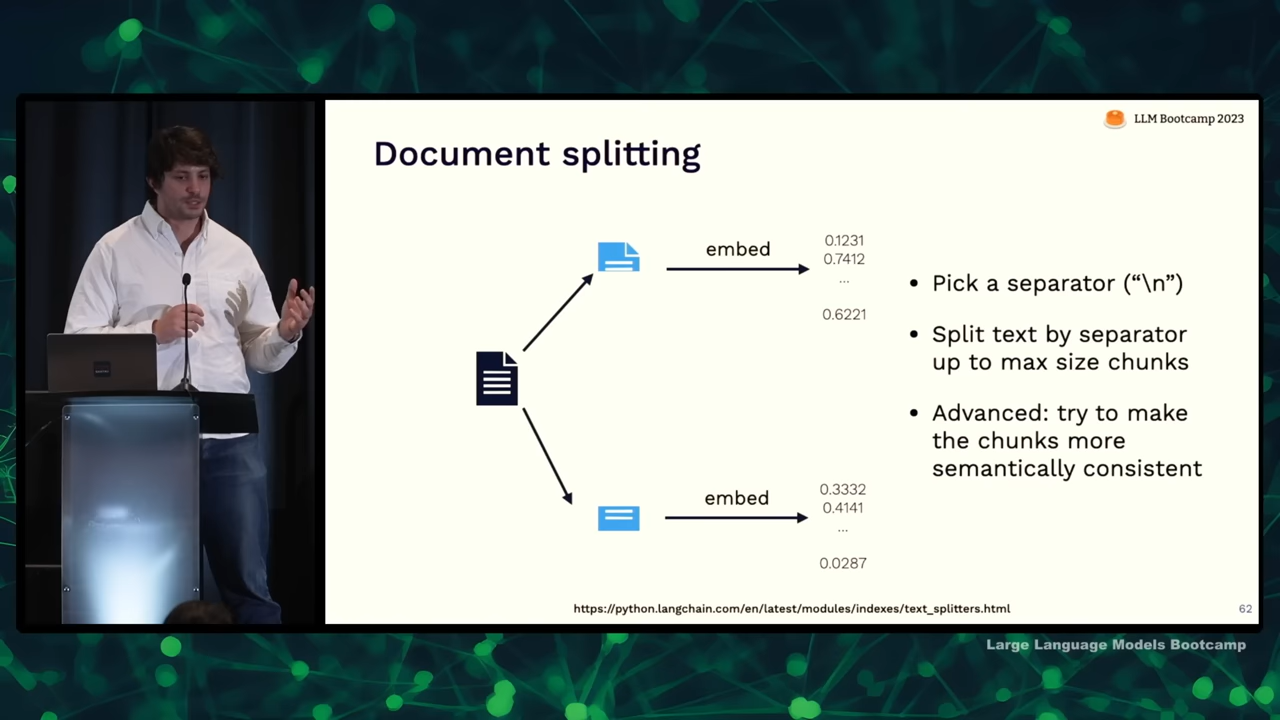 LLM Bootcamp 2023
Document splitting
embed
0.1231
0.7412
...
0.6221
embed
0.3332
0.4141
...
0.0287
• Pick a separator (“\n”)
• Split text by separator
up to max size chunks
• Advanced: try to make
the chunks more
semantically consistent
https://python.langchain.com/en/latest/modules/indexes/text_splitters.html
62
Large Language Models Bootcamp